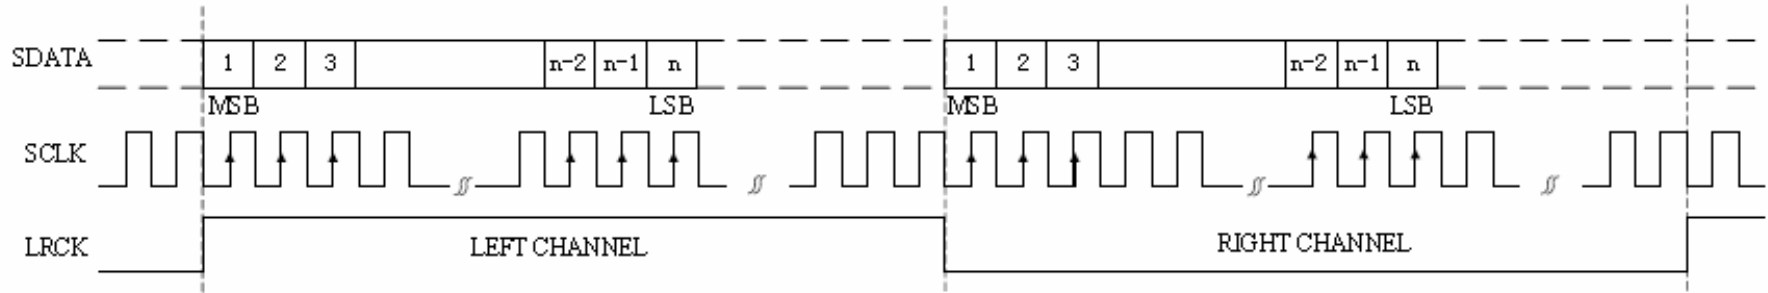 SDATA 1 2 3 n-2 n-1 n 1 2 3 n-2 n-1 n
MSB LSB MSB LSB
SCLK
LRCK LEFT CHANNEL RIGHT CHANNEL